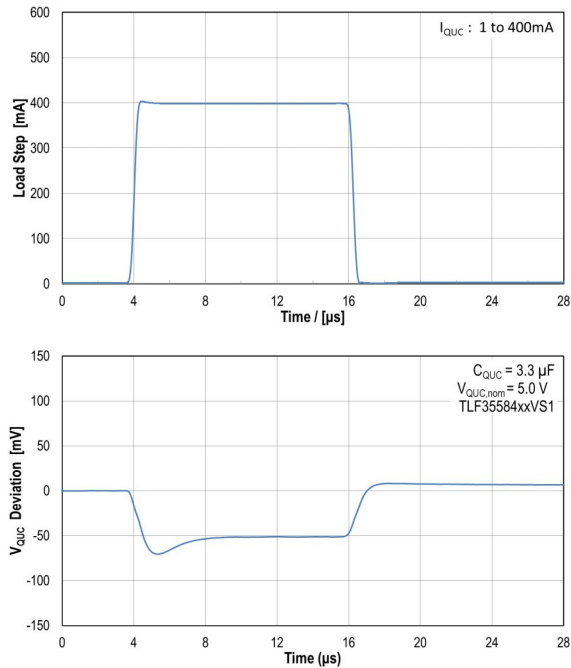 600
500
400
300
200
100
0
Load Step [mA]
I_QUC : 1 to 400mA
0 4 8 12 16 20 24 28
Time / [µs]
150
100
50
0
-50
-100
-150
V_QUC Deviation [mV]
C_QUC = 3.3 µF
V_QUC,nom = 5.0 V
TLF35584xxVS1
0 4 8 12 16 20 24 28
Time (µs)